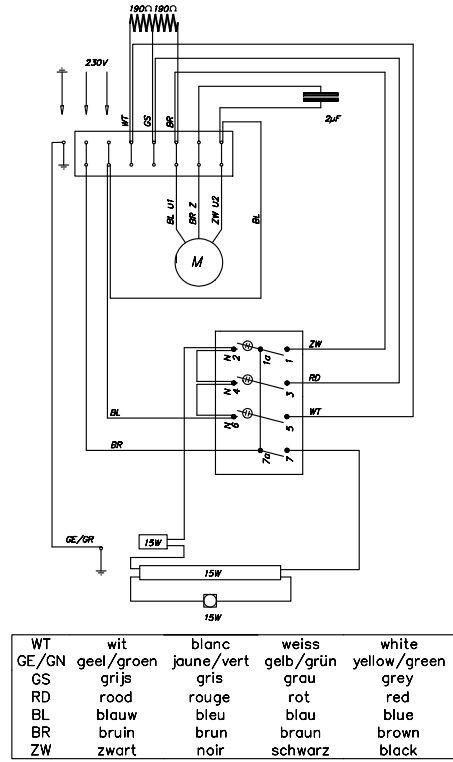 190Ω 190Ω
230V
WT
GS
BR
2µF
BL U1
BR Z
ZW U2
BL
M
ZW
N 2
1a
1
RD
N 4
3
WT
BL
N 6
5
BR
7a
7
GE/GR
15W
15W
15W
WT wit blanc weiss white
GE/GN geel/groen jaune/vert gelb/grün yellow/green
GS grijs gris grau grey
RD rood rouge rot red
BL blauw bleu blau blue
BR bruin brun braun brown
ZW zwart noir schwarz black